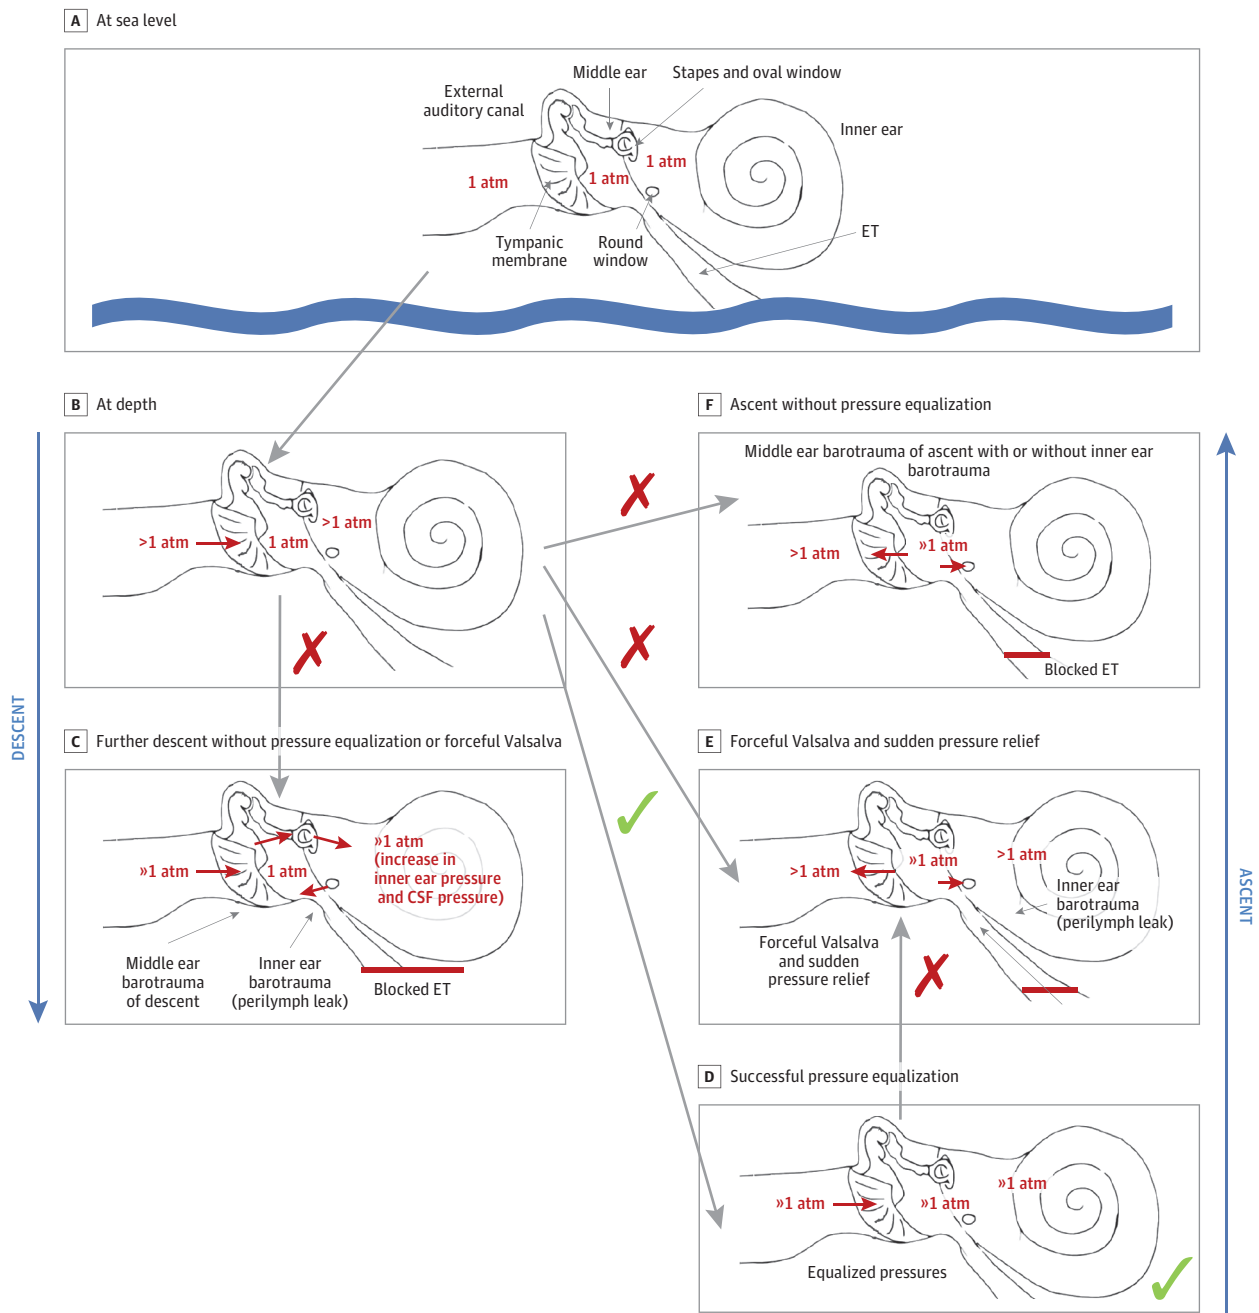 A At sea level
Middle ear
Stapes and oval window
External
auditory canal
Inner ear
1 atm
1 atm
1 atm
Tympanic
membrane
Round
window
ET
B At depth
>1 atm
1 atm
>1 atm
F Ascent without pressure equalization
Middle ear barotrauma of ascent with or without inner ear
barotrauma
>1 atm
»1 atm
Blocked ET
DESCENT
C Further descent without pressure equalization or forceful Valsalva
»1 atm
1 atm
»1 atm
(increase in
inner ear pressure
and CSF pressure)
Middle ear
barotrauma
of descent
Inner ear
barotrauma
(perilymph leak)
Blocked ET
E Forceful Valsalva and sudden pressure relief
>1 atm
»1 atm
>1 atm
Inner ear
barotrauma
(perilymph leak)
Forceful Valsalva
and sudden
pressure relief
ASCENT
D Successful pressure equalization
»1 atm
»1 atm
»1 atm
Equalized pressures